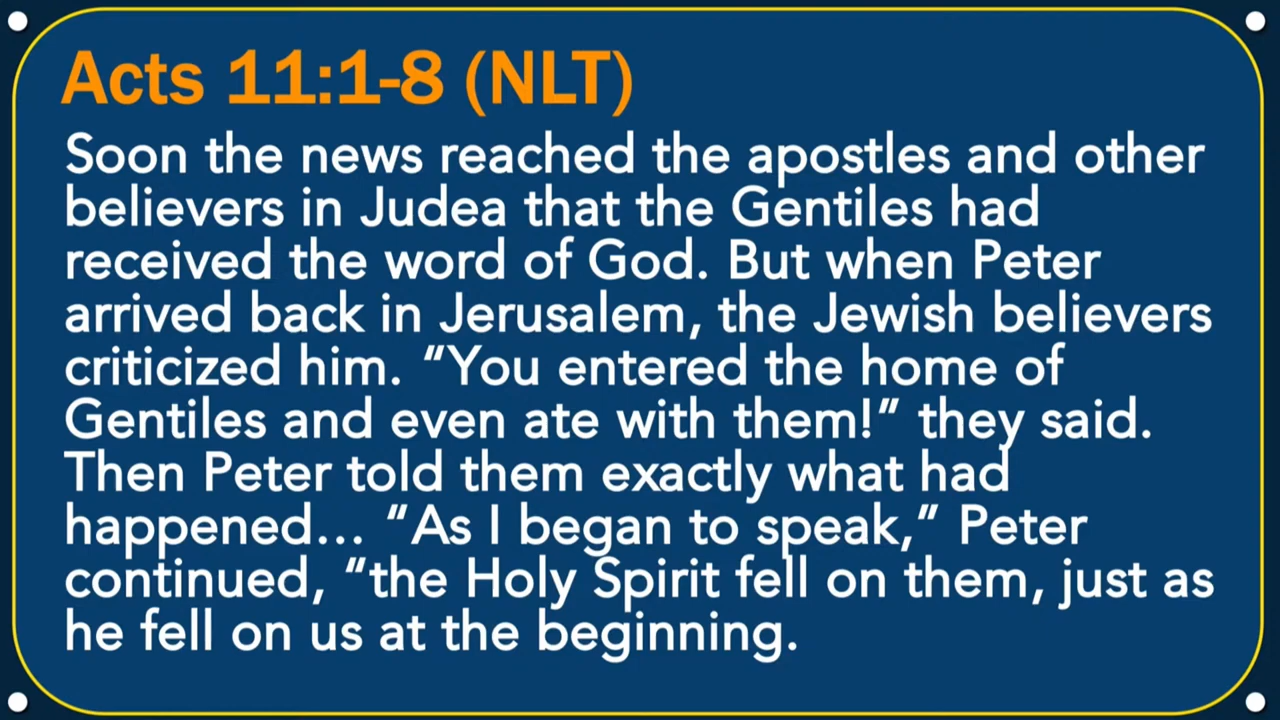 Acts 11:1-8 (NLT)
Soon the news reached the apostles and other
believers in Judea that the Gentiles had
received the word of God. But when Peter
arrived back in Jerusalem, the Jewish believers
criticized him. “You entered the home of
Gentiles and even ate with them!” they said.
Then Peter told them exactly what had
happened... “As I began to speak,” Peter
continued, “the Holy Spirit fell on them, just as
he fell on us at the beginning.